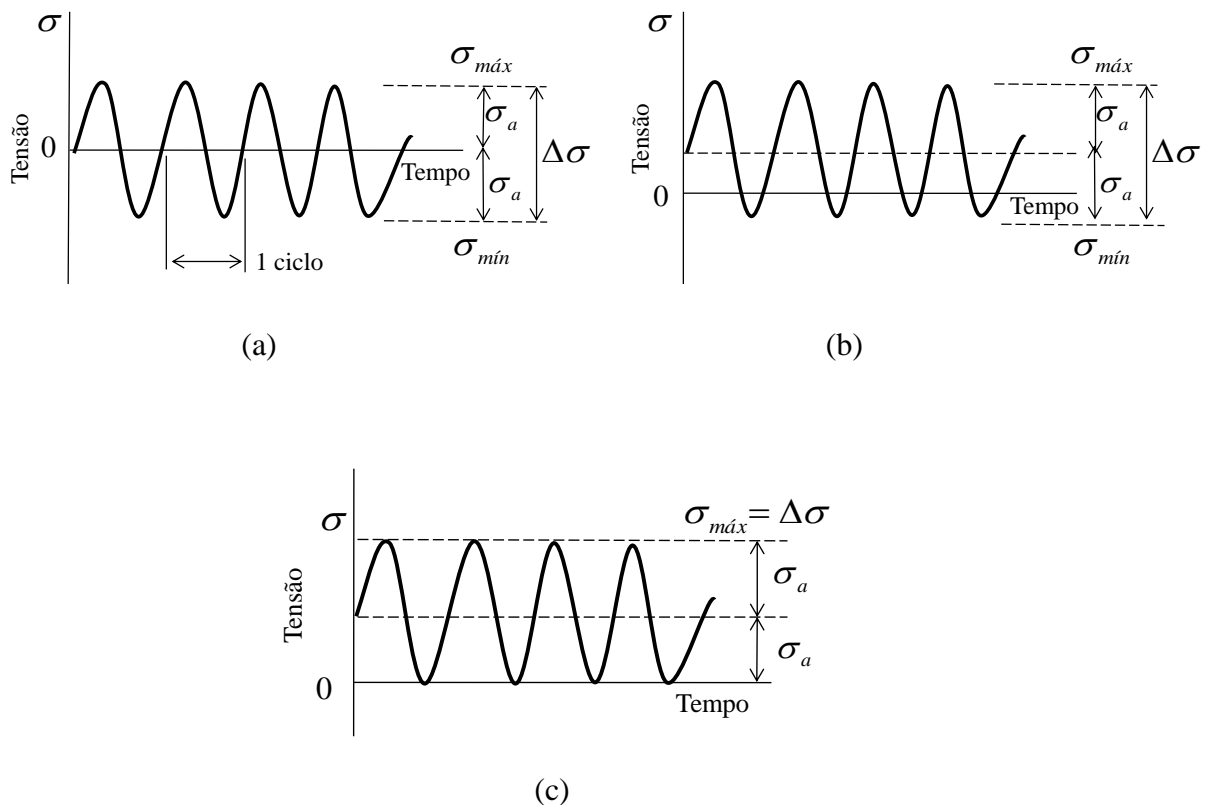 σ
σ_máx
σ_a
Δσ
Tensão
0
Tempo
σ_a
σ_mín
1 ciclo
(a)
σ
σ_máx
σ_a
Δσ
Tensão
0
Tempo
σ_a
σ_mín
(b)
σ
σ_máx = Δσ
σ_a
Tensão
σ_a
0
Tempo
(c)